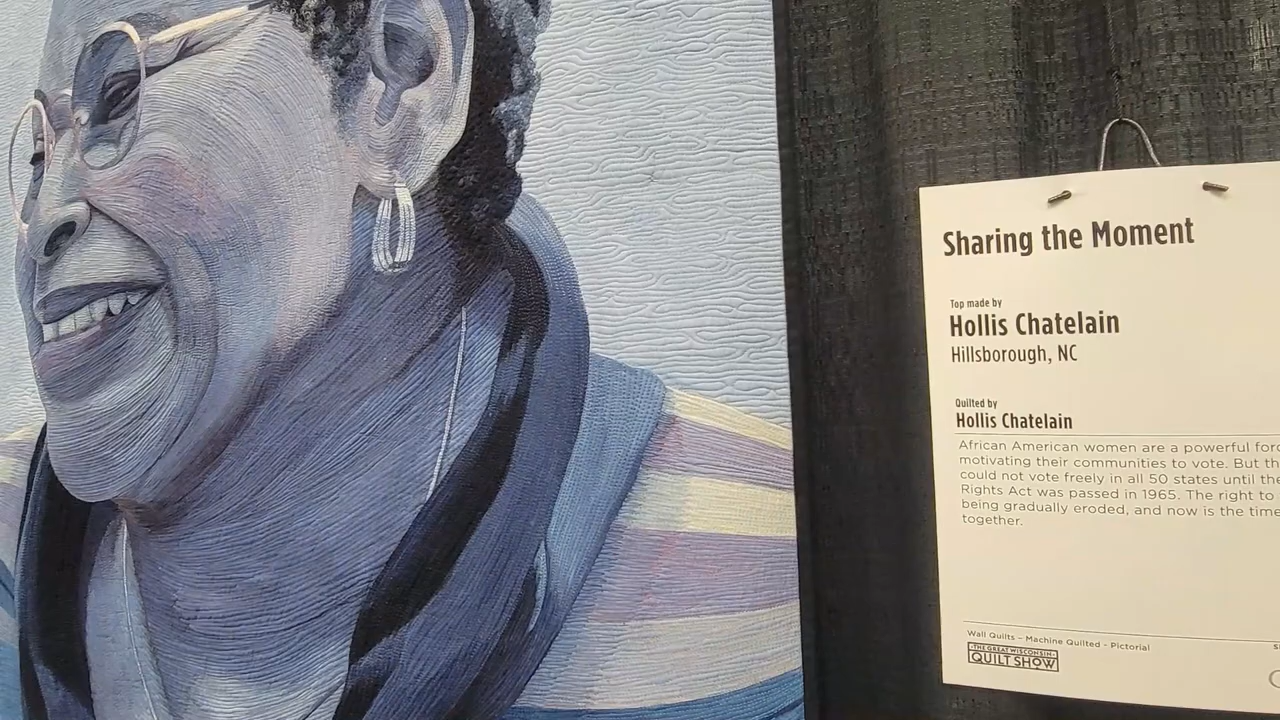 Sharing the Moment
Top made by
Hollis Chatelain
Hillsborough, NC
Quilted by
Hollis Chatelain
African American women are a powerful
motivating their communities to vote. But
could not vote freely in all 50 states until
Rights Act was passed in 1965. The right to
being gradually eroded, and now is the time
together.
Wall Quilts – Machine Quilted - Pictorial
THE GREAT WISCONSIN
QUILT SHOW